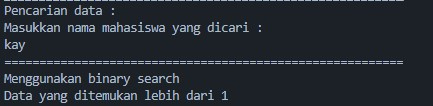 Pencarian data :
Masukkan nama mahasiswa yang dicari :
kay
=========================================================
Menggunakan binary search
Data yang ditemukan lebih dari 1